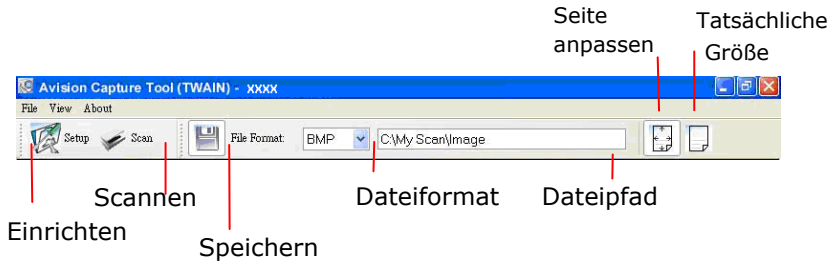 Seite
anpassen
Tatsächliche
Größe
Avision Capture Tool (TWAIN) - xxxx
File View About
Setup Scan File Format: BMP C:\My Scan\Image
Scannen
Dateiformat
Dateipfad
Einrichten
Speichern